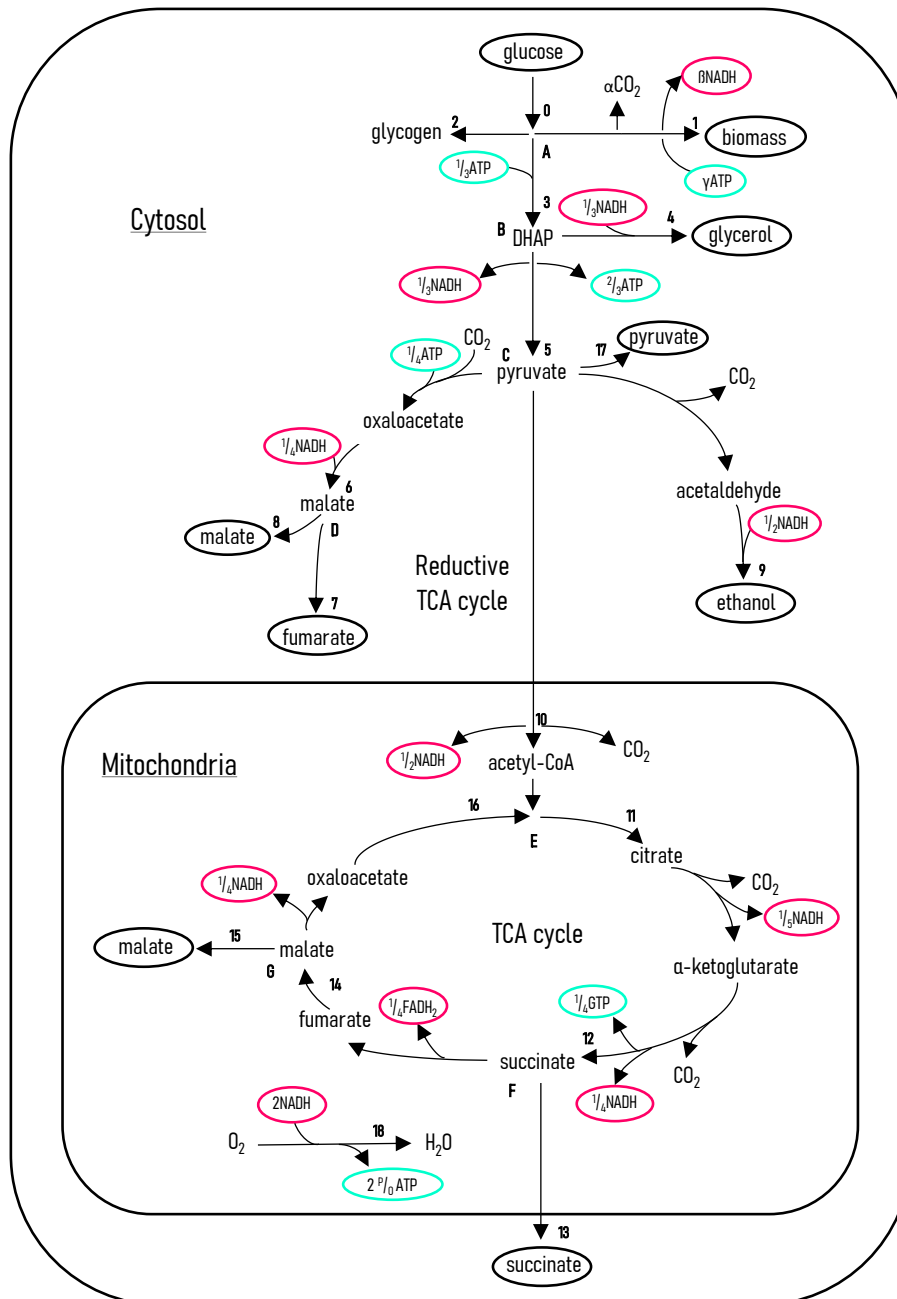 glucose
0
αCO₂
ßNADH
glycogen
2
1
biomass
A
¹/₃ATP
γATP
Cytosol
3
¹/₃NADH
4
B
DHAP
glycerol
¹/₃NADH
²/₃ATP
CO₂
¹/₄ATP
C
5
17
pyruvate
pyruvate
CO₂
oxaloacetate
¹/₄NADH
6
malate
D
8
malate
acetaldehyde
¹/₂NADH
9
ethanol
Reductive
TCA cycle
7
fumarate
10
Mitochondria
¹/₂NADH
acetyl-CoA
CO₂
16
E
11
citrate
CO₂
¹/₅NADH
¹/₄NADH
oxaloacetate
TCA cycle
15
malate
malate
G
14
fumarate
α-ketoglutarate
¹/₄FADH₂
¹/₄GTP
12
succinate
F
CO₂
¹/₄NADH
2NADH
O₂
18
H₂O
2 ᴾ/₀ ATP
13
succinate